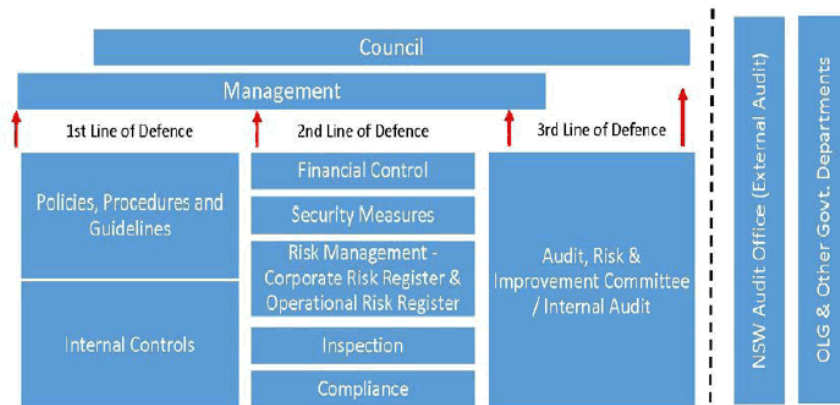 Council
Management
1st Line of Defence
2nd Line of Defence
3rd Line of Defence
Policies, Procedures and
Guidelines
Internal Controls
Financial Control
Security Measures
Risk Management -
Corporate Risk Register &
Operational Risk Register
Inspection
Compliance
Audit, Risk &
Improvement Committee
/ Internal Audit
NSW Audit Office (External Audit)
OLG & Other Govt. Departments